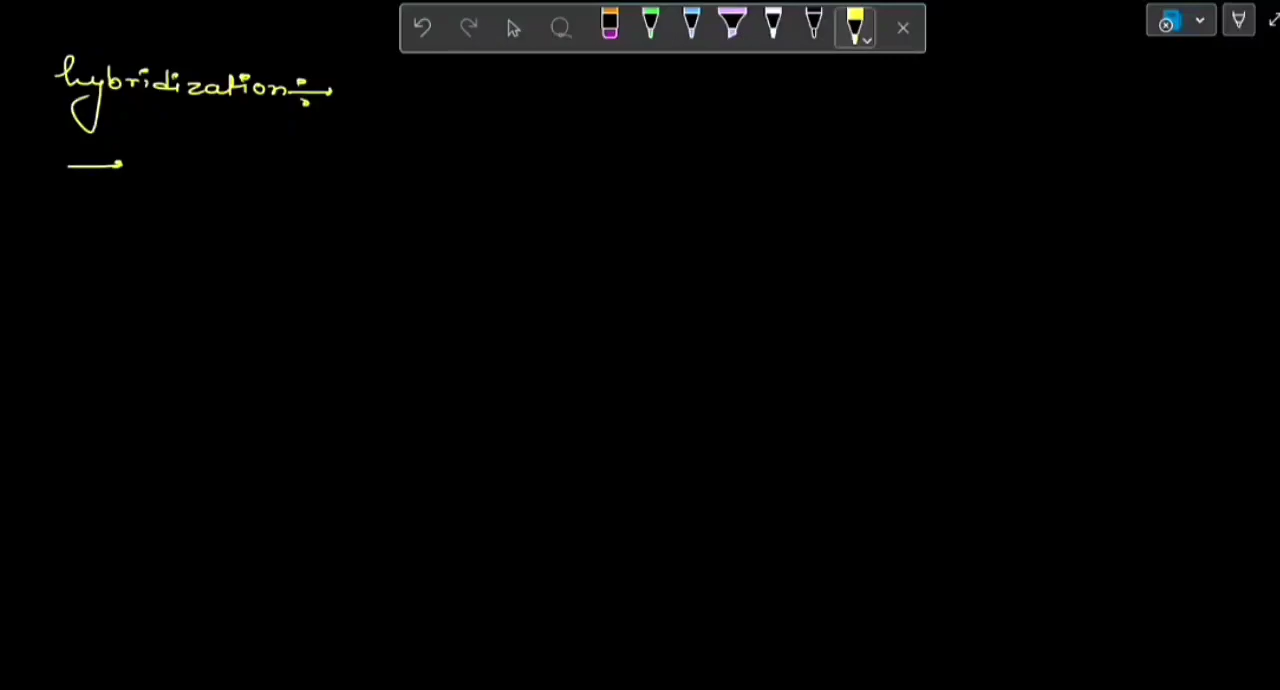 hybridization ÷→
→